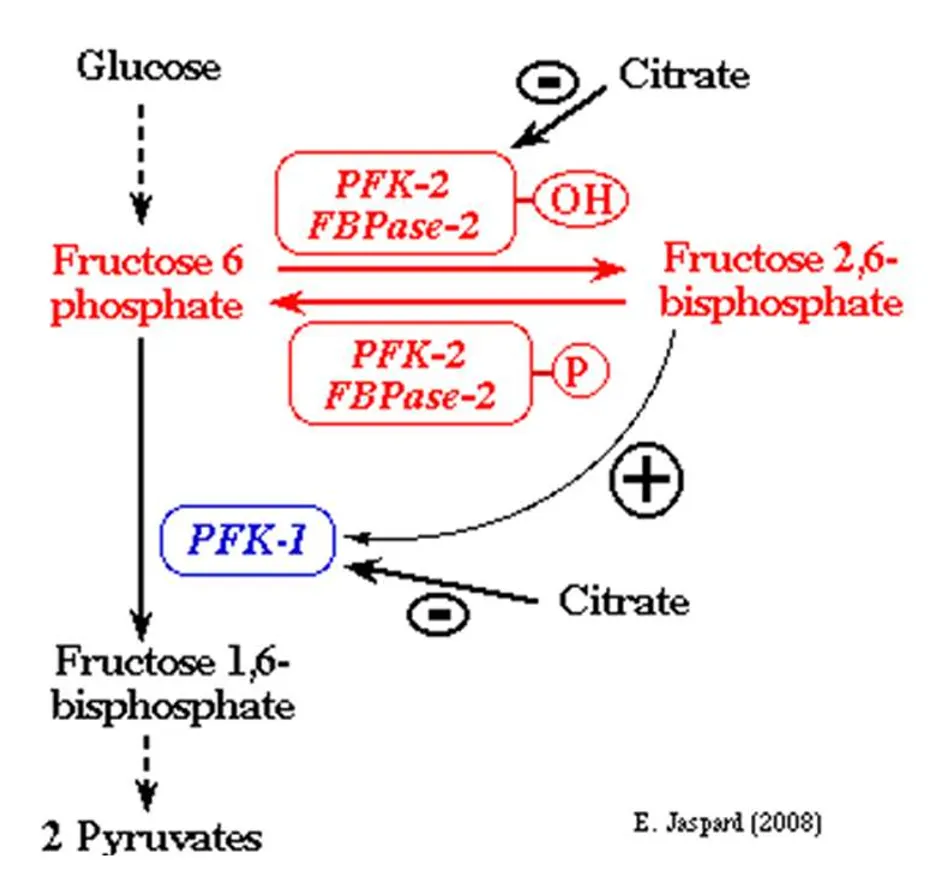 Glucose
Citrate
-
PFK-2
FBPase-2
OH
Fructose 6
phosphate
Fructose 2,6-
bisphosphate
PFK-2
FBPase-2
P
+
PFK-1
Citrate
-
Fructose 1,6-
bisphosphate
2 Pyruvates
E. Jaspard (2008)